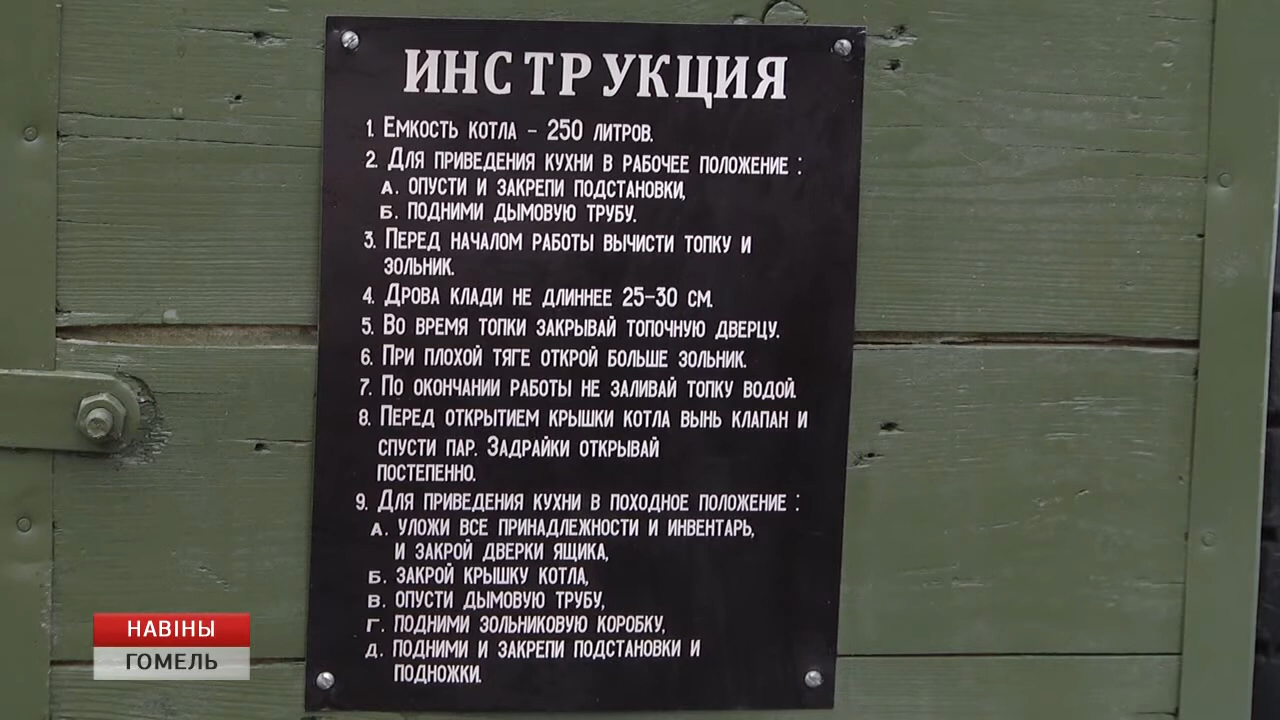 ИНСТРУКЦИЯ
1. Емкость котла - 250 литров.
2. Для приведения кухни в рабочее положение :
А. опусти и закрепи подстановки,
Б. подними дымовую трубу.
3. Перед началом работы вычисти топку и
зольник.
4. Дрова клади не длиннее 25-30 см.
5. Во время топки закрывай топочную дверцу.
6. При плохой тяге открой больше зольник.
7. По окончании работы не заливай топку водой.
8. Перед открытием крышки котла вынь клапан и
спусти пар. Задрайки открывай
постепенно.
9. Для приведения кухни в походное положение :
А. уложи все принадлежности и инвентарь,
и закрой дверки ящика,
Б. закрой крышку котла,
В. опусти дымовую трубу,
Г. подними зольниковую коробку,
Д. подними и закрепи подстановки и
подножки.
НАВІНЫ
ГОМЕЛЬ